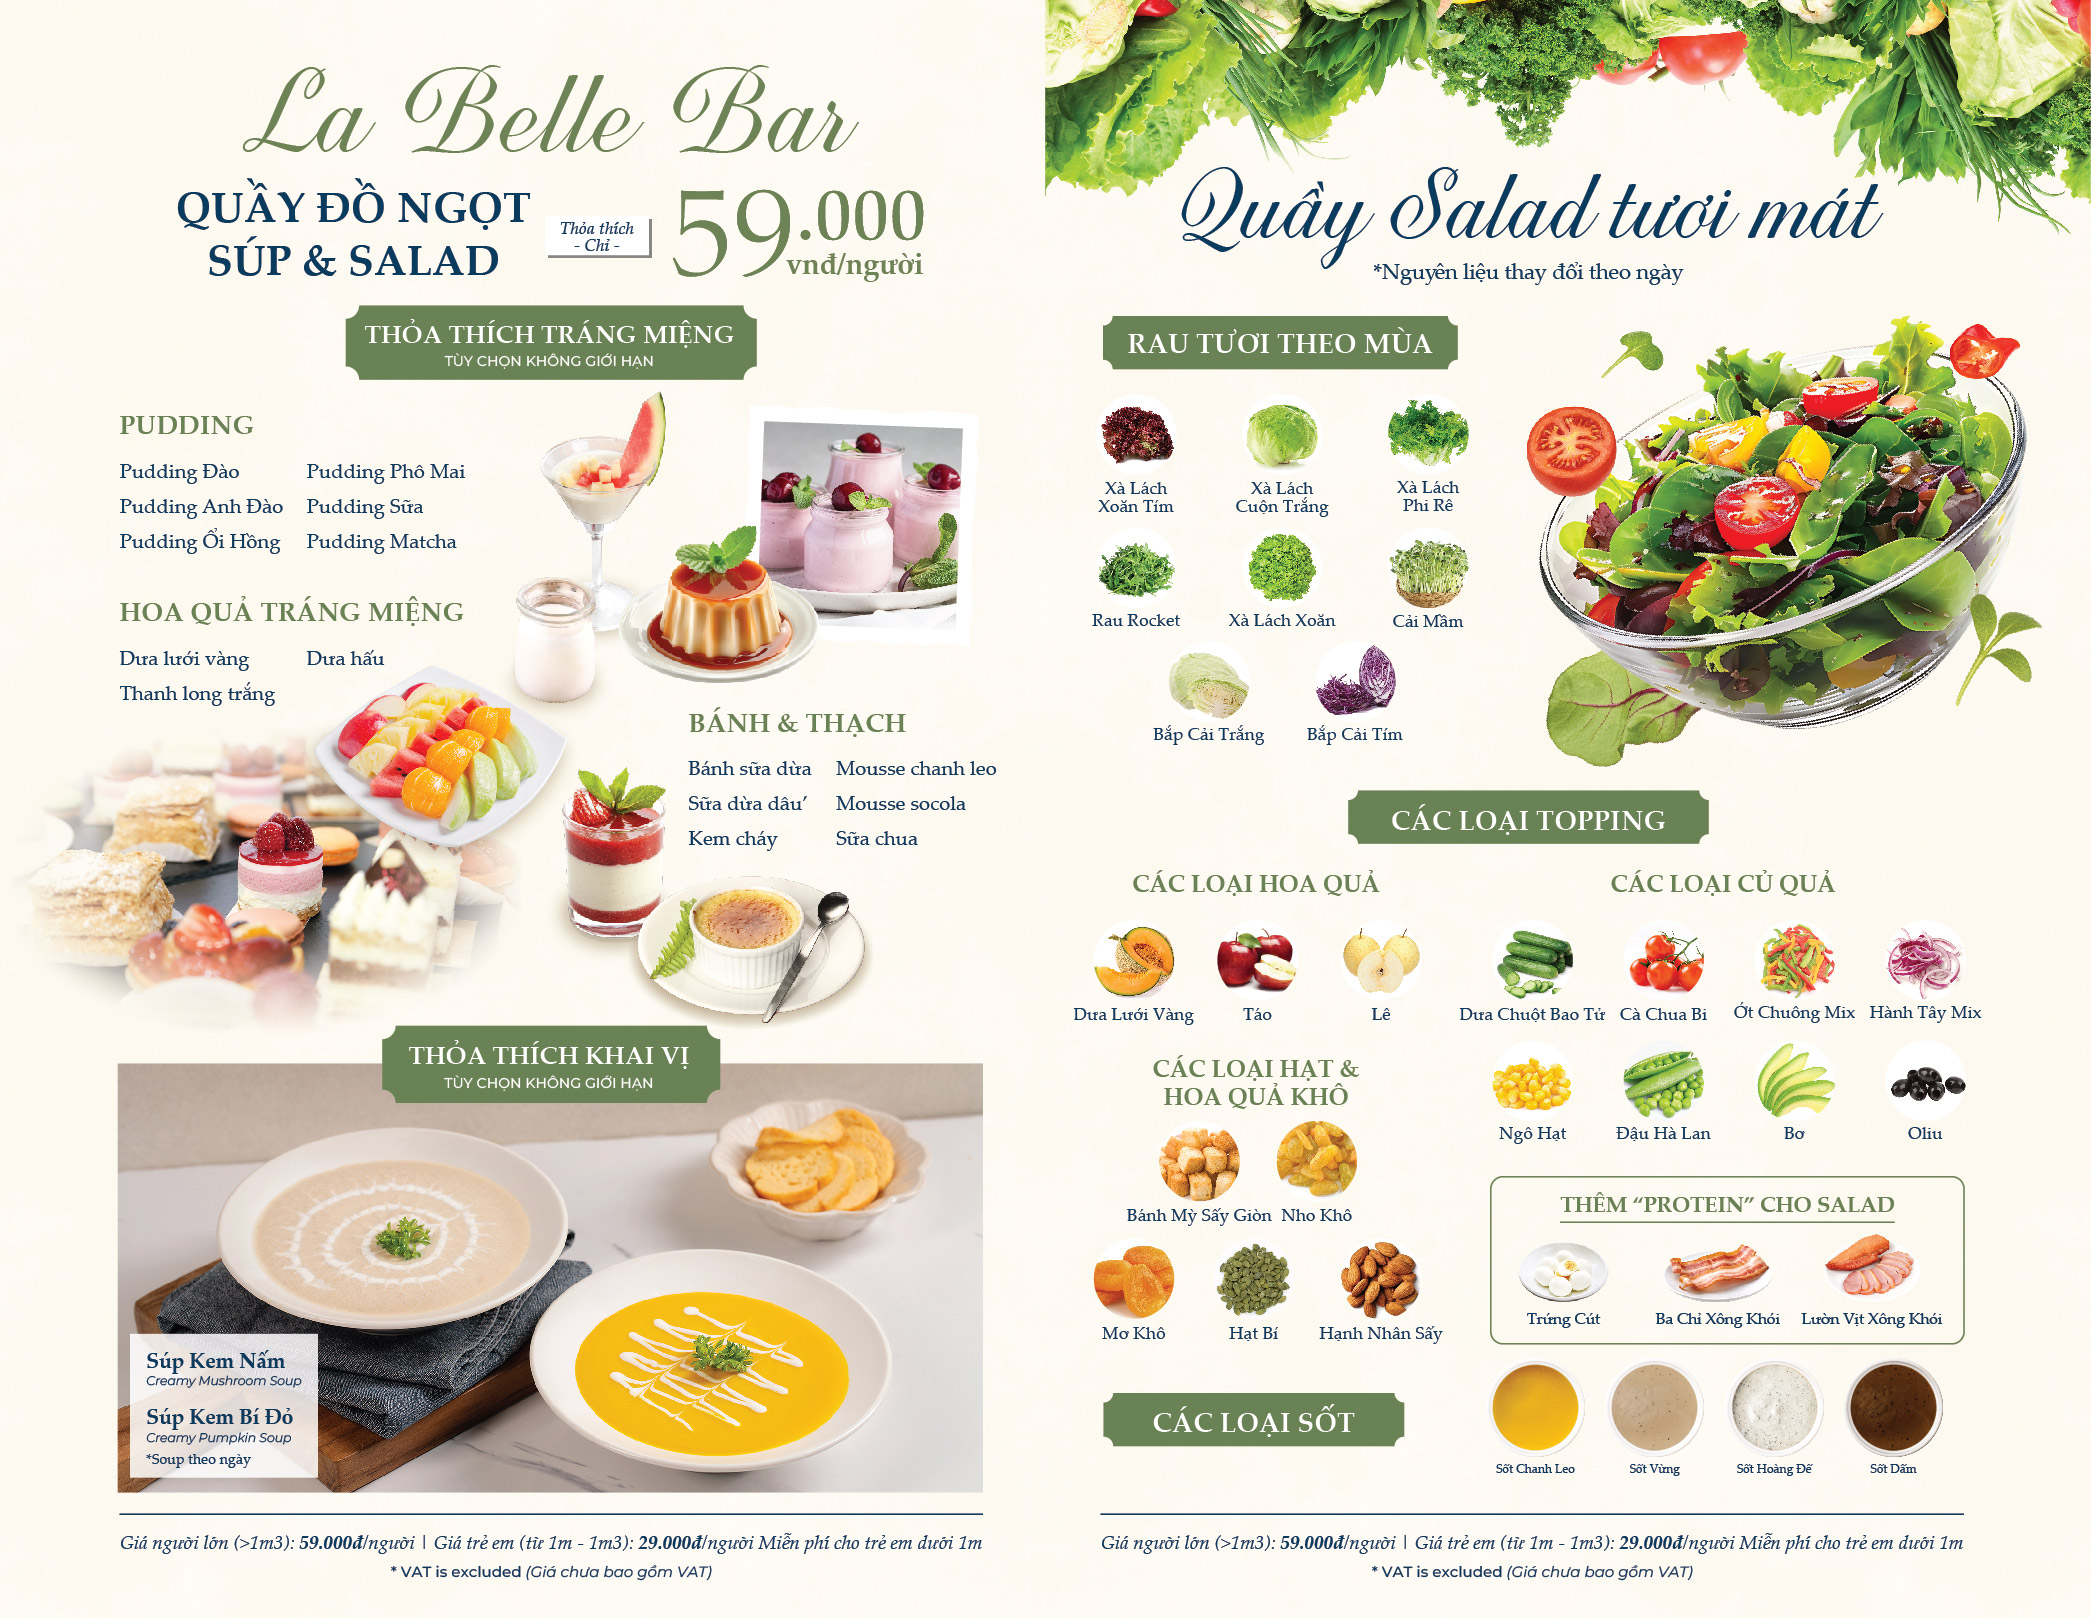 La Belle Bar
QUẦY ĐỒ NGỌT
SÚP & SALAD
Thỏa thích
- Chỉ -
59.000
vnđ/người
THỎA THÍCH TRÁNG MIỆNG
TÙY CHỌN KHÔNG GIỚI HẠN
PUDDING
Pudding Đào
Pudding Phô Mai
Pudding Anh Đào
Pudding Sữa
Pudding Ổi Hồng
Pudding Matcha
HOA QUẢ TRÁNG MIỆNG
Dưa lưới vàng
Dưa hấu
Thanh long trắng
BÁNH & THẠCH
Bánh sữa dừa
Mousse chanh leo
Sữa dừa dâu’
Mousse socola
Kem cháy
Sữa chua
THỎA THÍCH KHAI VỊ
TÙY CHỌN KHÔNG GIỚI HẠN
Súp Kem Nấm
Creamy Mushroom Soup
Súp Kem Bí Đỏ
Creamy Pumpkin Soup
*Soup theo ngày
Giá người lớn (>1m3): 59.000đ/người | Giá trẻ em (từ 1m - 1m3): 29.000đ/người Miễn phí cho trẻ em dưới 1m
* VAT is excluded (Giá chưa bao gồm VAT)
Quầy Salad tươi mát
*Nguyên liệu thay đổi theo ngày
RAU TƯƠI THEO MÙA
Xà Lách
Xoăn Tím
Xà Lách
Cuộn Trắng
Xà Lách
Phi Rê
Rau Rocket
Xà Lách Xoăn
Cải Mầm
Bắp Cải Trắng
Bắp Cải Tím
CÁC LOẠI TOPPING
CÁC LOẠI HOA QUẢ
Dưa Lưới Vàng
Táo
Lê
CÁC LOẠI CỦ QUẢ
Dưa Chuột Bao Tử
Cà Chua Bi
Ớt Chuông Mix
Hành Tây Mix
Ngô Hạt
Đậu Hà Lan
Bơ
Oliu
CÁC LOẠI HẠT &
HOA QUẢ KHÔ
Bánh Mỳ Sấy Giòn
Nho Khô
Mơ Khô
Hạt Bí
Hạnh Nhân Sấy
THÊM “PROTEIN” CHO SALAD
Trứng Cút
Ba Chỉ Xông Khói
Lườn Vịt Xông Khói
CÁC LOẠI SỐT
Sốt Chanh Leo
Sốt Vừng
Sốt Hoàng Đế
Sốt Dấm
Giá người lớn (>1m3): 59.000đ/người | Giá trẻ em (từ 1m - 1m3): 29.000đ/người Miễn phí cho trẻ em dưới 1m
* VAT is excluded (Giá chưa bao gồm VAT)